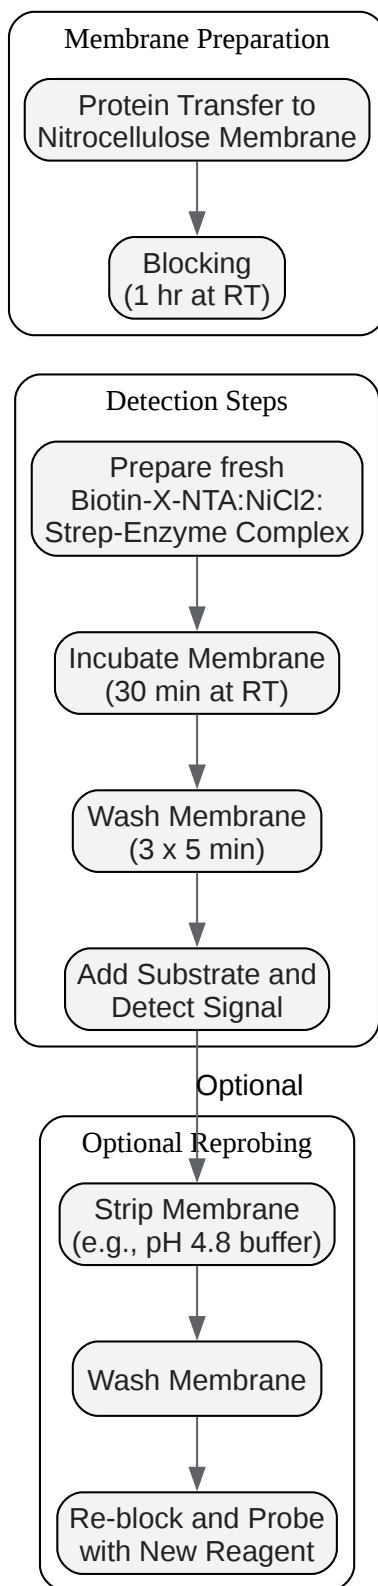 Membrane Preparation
Protein Transfer to
Nitrocellulose Membrane
Blocking
(1 hr at RT)
Detection Steps
Prepare fresh
Biotin-X-NTA:NiCl2:
Strep-Enzyme Complex
Incubate Membrane
(30 min at RT)
Wash Membrane
(3 x 5 min)
Add Substrate and
Detect Signal
Optional
Optional Reprobing
Strip Membrane
(e.g., pH 4.8 buffer)
Wash Membrane
Re-block and Probe
with New Reagent